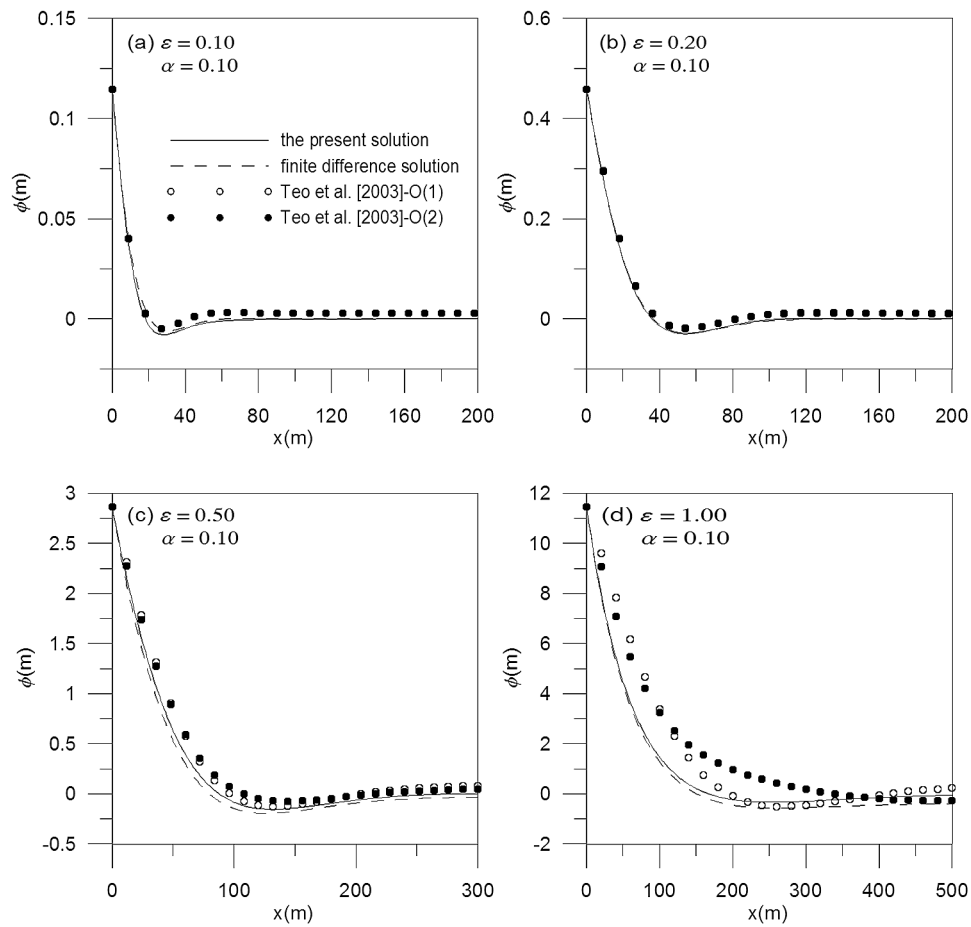 0.15
0.1
0.05
0
ϕ(m)
(a) ε = 0.10
α = 0.10
the present solution
finite difference solution
Teo et al. [2003]-O(1)
Teo et al. [2003]-O(2)
0 40 80 120 160 200
x(m)
0.6
0.4
0.2
0
ϕ(m)
(b) ε = 0.20
α = 0.10
0 40 80 120 160 200
x(m)
3
2.5
2
1.5
1
0.5
0
-0.5
ϕ(m)
(c) ε = 0.50
α = 0.10
0 100 200 300
x(m)
12
10
8
6
4
2
0
-2
ϕ(m)
(d) ε = 1.00
α = 0.10
0 100 200 300 400 500
x(m)